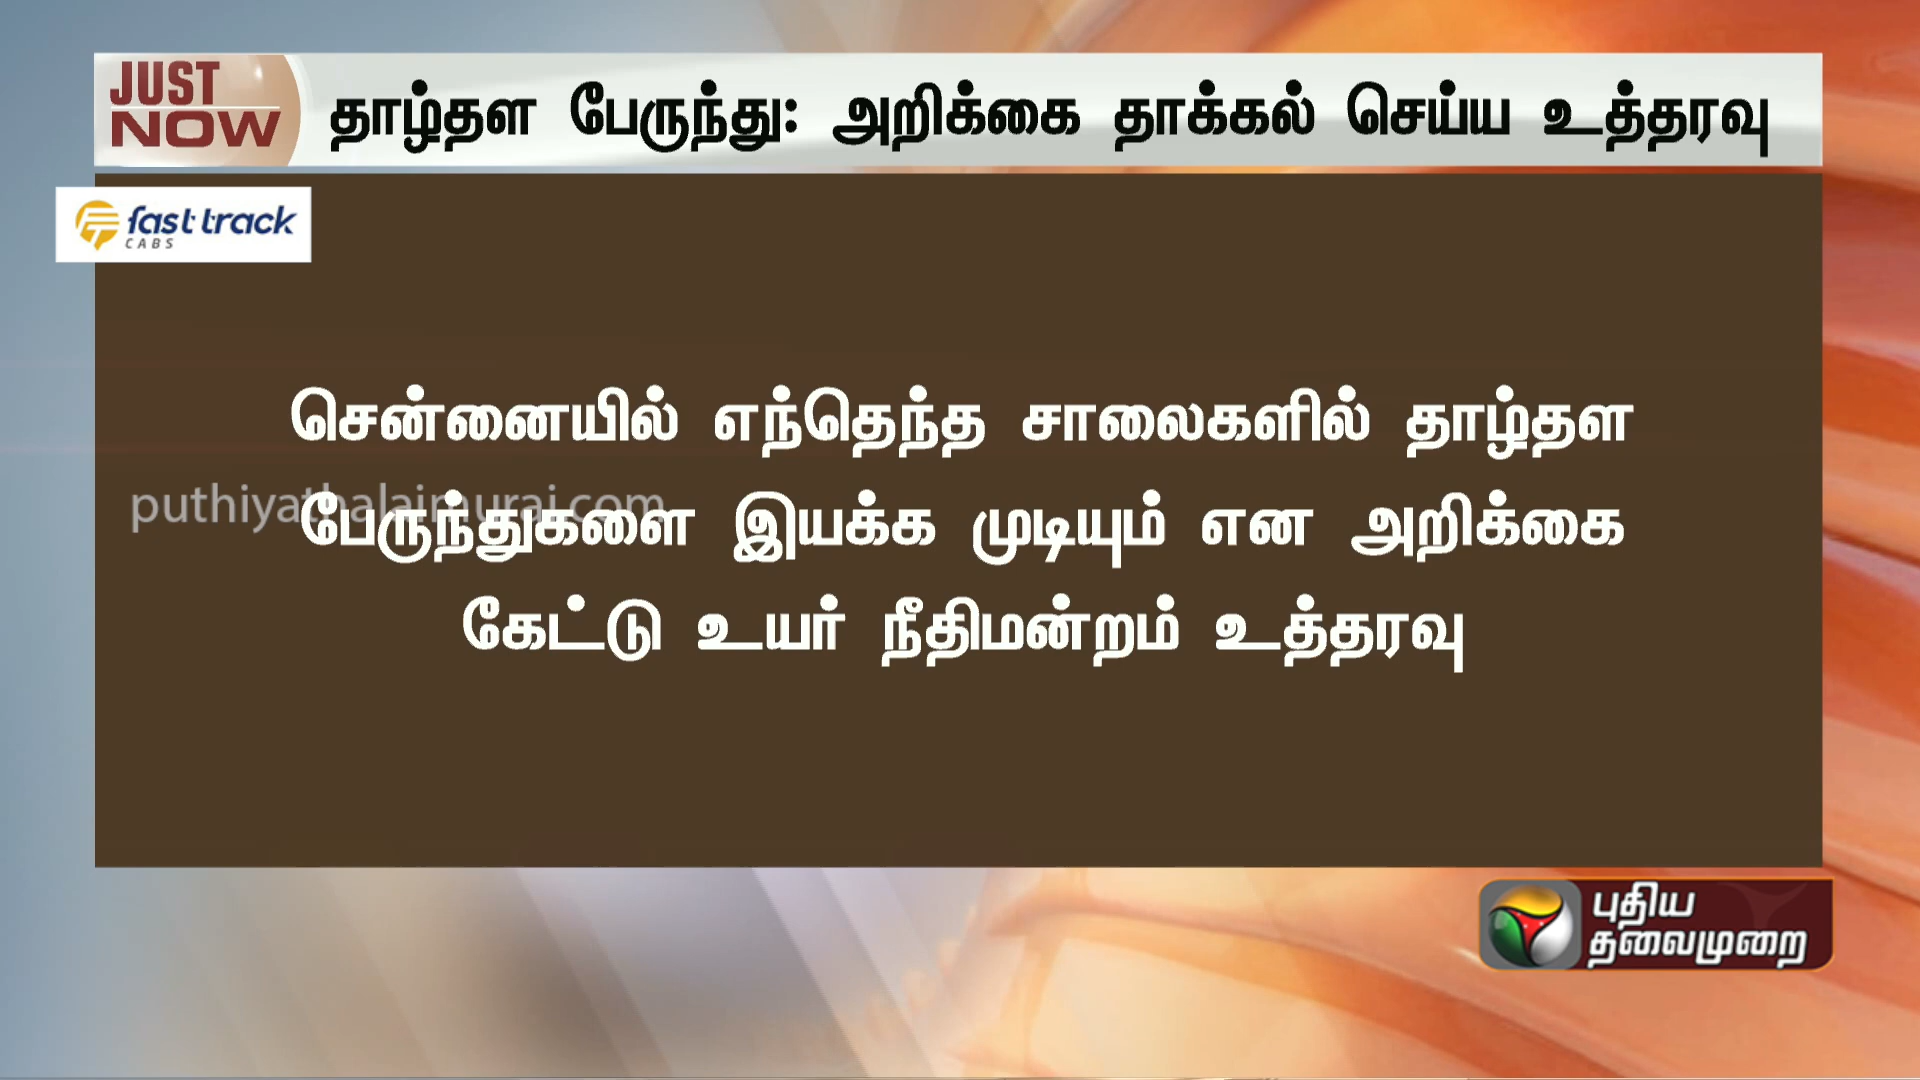 JUST
NOW
தாழ்தள பேருந்து: அறிக்கை தாக்கல் செய்ய உத்தரவு
fast track
CABS
சென்னையில் எந்தெந்த சாலைகளில் தாழ்தள
puthiyathalaimurai.com
பேருந்துகளை இயக்க முடியும் என அறிக்கை
கேட்டு உயர் நீதிமன்றம் உத்தரவு
புதிய
தலைமுறை